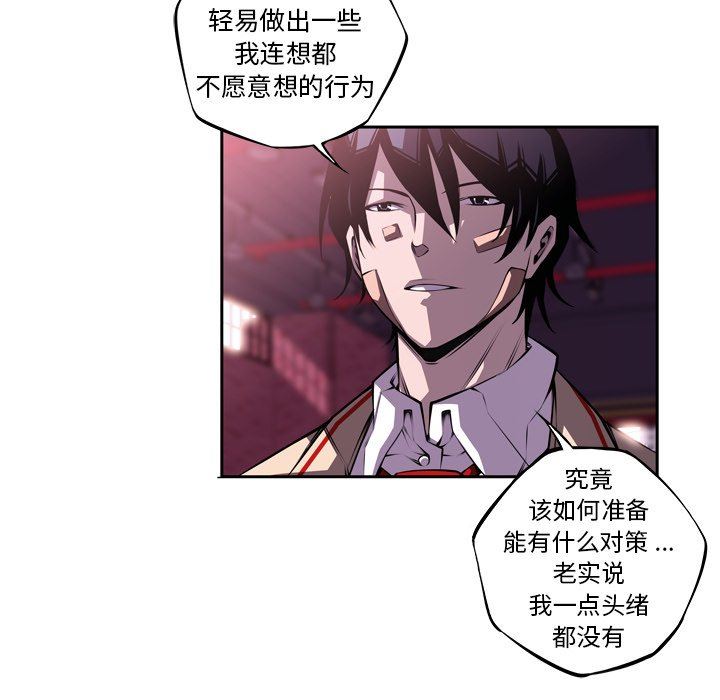 轻易做出一些
我连想都
不愿意想的行为
究竟
该如何准备
能有什么对策...
老实说
我一点头绪
都没有